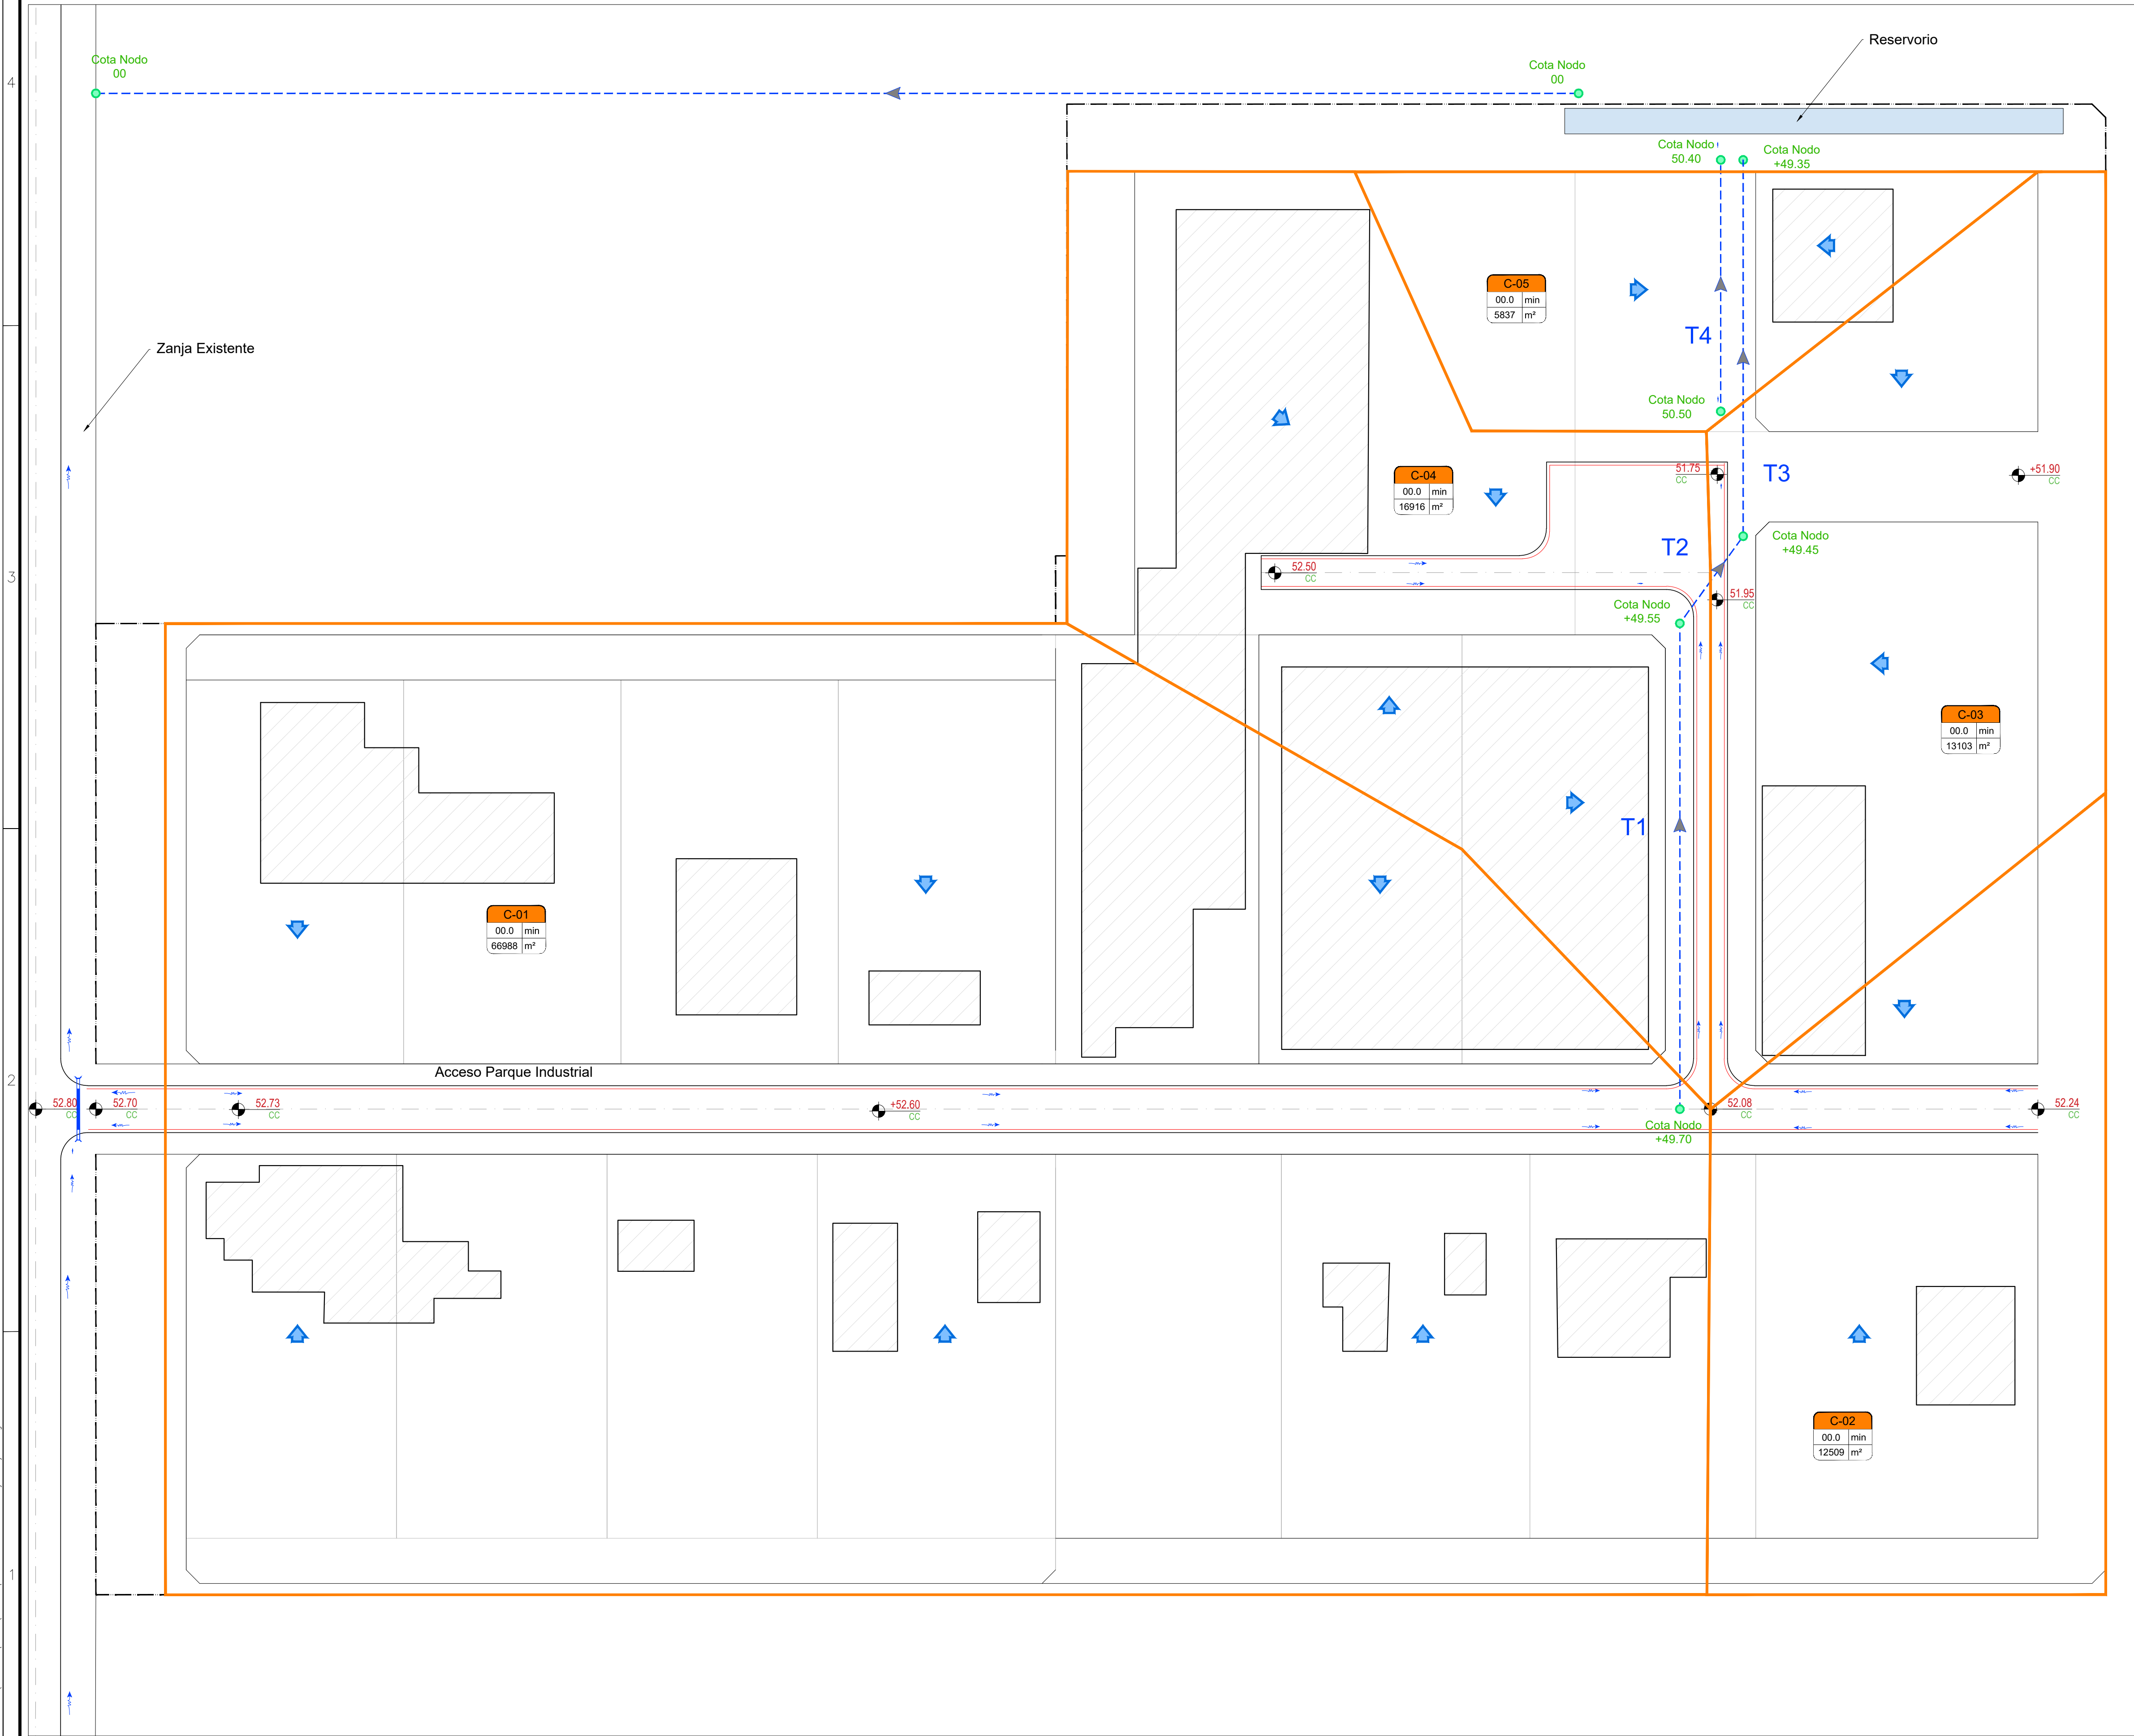 4
Cota Nodo
00
Cota Nodo
00
Reservorio
Cota Nodo
50.40
Cota Nodo
+49.35
C-05
00.0 min
5837 m²
T4
Zanja Existente
Cota Nodo
50.50
C-04
00.0 min
16916 m²
51.75
CC
T3
+51.90
CC
T2
Cota Nodo
+49.45
3
52.50
CC
51.95
CC
Cota Nodo
+49.55
C-03
00.0 min
13103 m²
T1
C-01
00.0 min
66988 m²
Acceso Parque Industrial
2
52.80
CC
52.70
CC
52.73
CC
+52.60
CC
52.08
CC
52.24
CC
Cota Nodo
+49.70
C-02
00.0 min
12509 m²
1